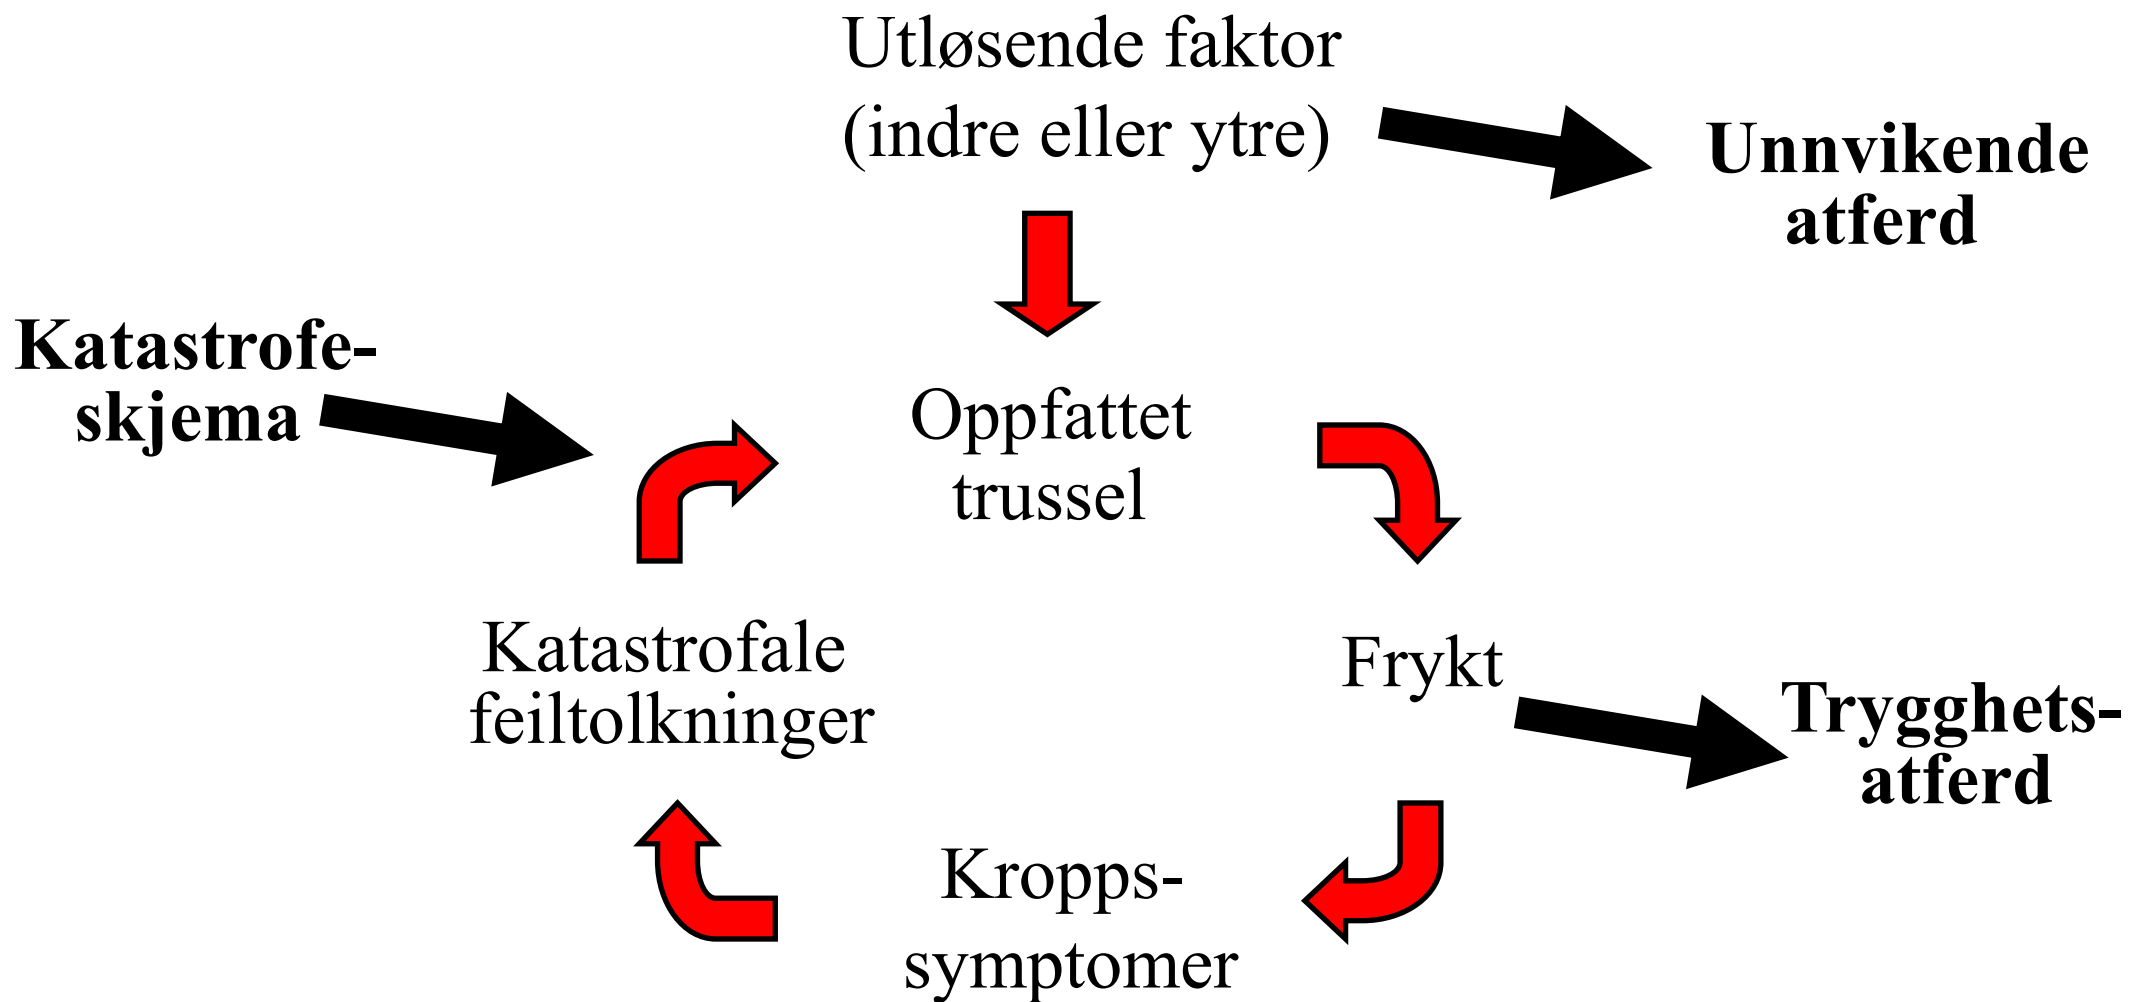 Utløsende faktor
(indre eller ytre)
Unnvikende
atferd
Katastrofe-
skjema
Oppfattet
trussel
Katastrofale
feiltolkninger
Frykt
Trygghets-
atferd
Kropps-
symptomer